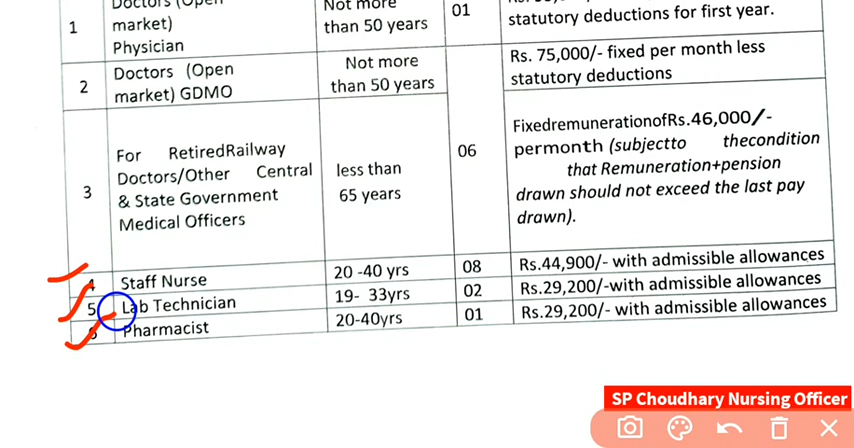 Doctors (Open
market)
Physician
1
Not more
than 50 years
01
statutory deductions for first year.
2
Doctors (Open
market) GDMO
Not more
than 50 years
Rs. 75,000/- fixed per month less
statutory deductions
3
For RetiredRailway
Doctors/Other Central
& State Government
Medical Officers
less than
65 years
06
FixedremunerationofRs.46,000/-
permonth (subjectto thecondition
that Remuneration+pension
drawn should not exceed the last pay
drawn).
4 Staff Nurse 20 -40 yrs 08 Rs.44,900/- with admissible allowances
5 Lab Technician 19- 33yrs 02 Rs.29,200/-with admissible allowances
6 Pharmacist 20-40yrs 01 Rs.29,200/- with admissible allowances
SP Choudhary Nursing Officer